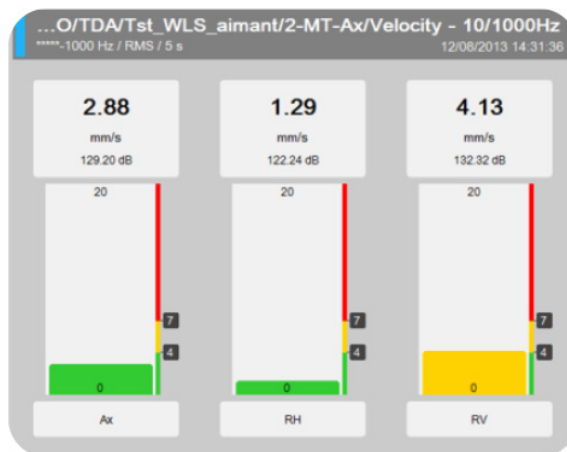 ...O/TDA/Tst_WLS_aimant/2-MT-Ax/Velocity - 10/1000Hz
*****-1000 Hz / RMS / 5 s 12/08/2013 14:31:36
2.88 1.29 4.13
mm/s mm/s mm/s
129.20 dB 122.24 dB 132.32 dB
20 20 20
7 7 7
4 4 4
0 0 0
Ax RH RV